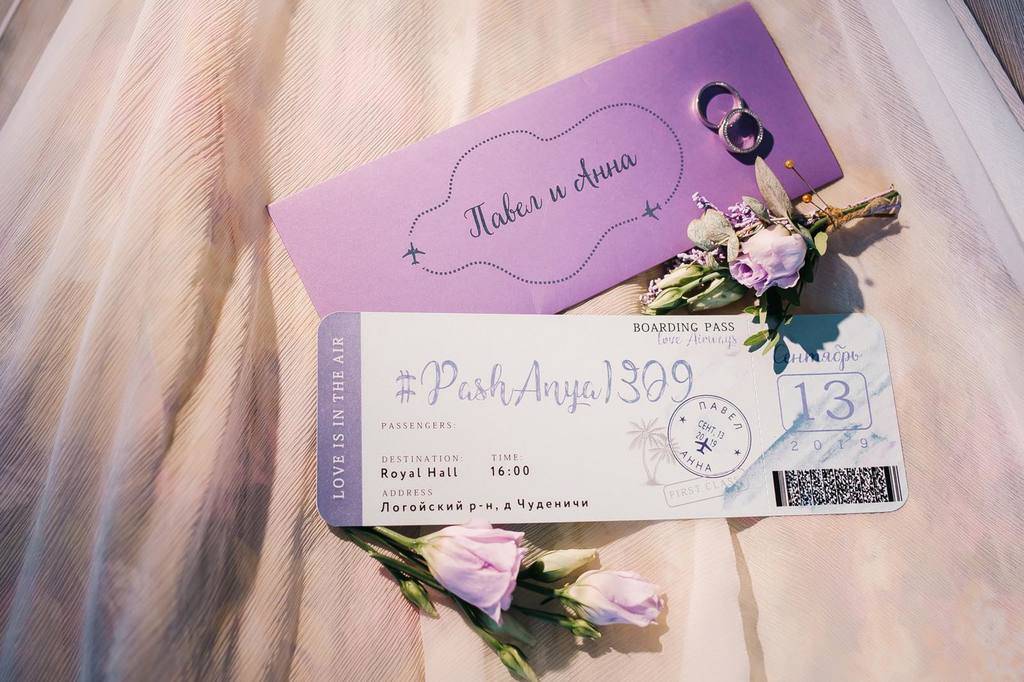 Павел и Анна
LOVE IS IN THE AIR
BOARDING PASS
Love Airways
#PashAnya1309
PASSENGERS:
DESTINATION: TIME:
Royal Hall 16:00
ADDRESS
Логойский р-н, д Чуденичи
ПАВЕЛ
СЕНТ, 13
2019
АННА
FIRST CLASS
Сентябрь
13
2019